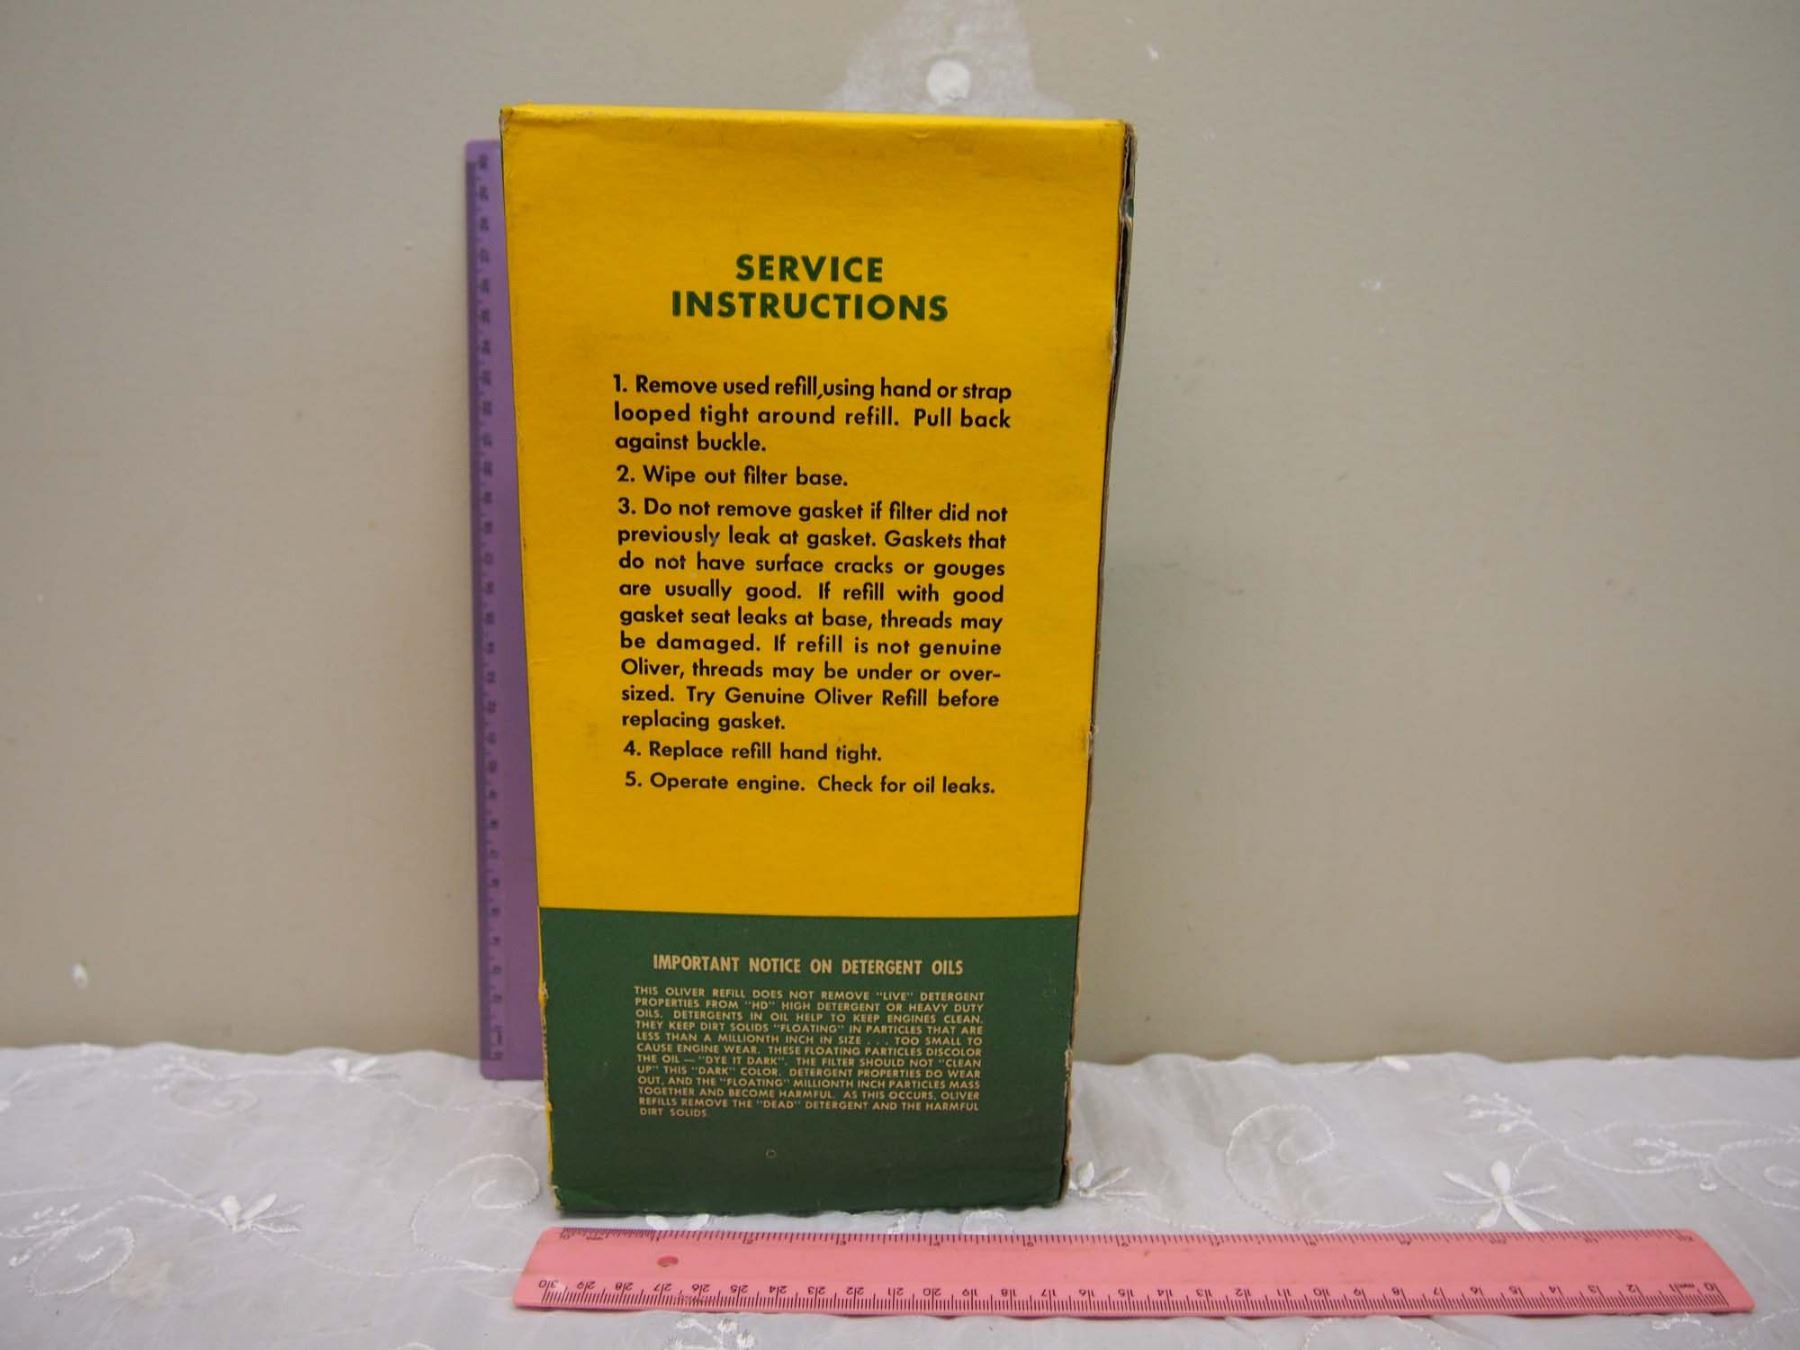 SERVICE
INSTRUCTIONS
1. Remove used refill, using hand or strap
looped tight around refill. Pull back
against buckle.
2. Wipe out filter base.
3. Do not remove gasket if filter did not
previously leak at gasket. Gaskets that
do not have surface cracks or gouges
are usually good. If refill with good
gasket seat leaks at base, threads may
be damaged. If refill is not genuine
Oliver, threads may be under or over-
sized. Try Genuine Oliver Refill before
replacing gasket.
4. Replace refill hand tight.
5. Operate engine. Check for oil leaks.
IMPORTANT NOTICE ON DETERGENT OILS
THIS OLIVER REFILL DOES NOT REMOVE "LIVE" DETERGENT
PROPERTIES FROM "HD" HIGH DETERGENT OR HEAVY DUTY
OILS. DETERGENTS IN OIL HELP TO KEEP ENGINES CLEAN.
THEY KEEP DIRT SOLIDS "FLOATING" IN PARTICLES THAT ARE
LESS THAN A MILLIONTH INCH IN SIZE . . . TOO SMALL TO
CAUSE ENGINE WEAR. THESE FLOATING PARTICLES DISCOLOR
THE OIL — "DYE IT DARK". THE FILTER SHOULD NOT "CLEAN
UP" THIS "DARK" COLOR. DETERGENT PROPERTIES DO WEAR
OUT, AND THE "FLOATING" MILLIONTH INCH PARTICLES MASS
TOGETHER AND BECOME HARMFUL. AS THIS OCCURS, OLIVER
REFILLS REMOVE THE "DEAD" DETERGENT AND THE HARMFUL
DIRT SOLIDS.